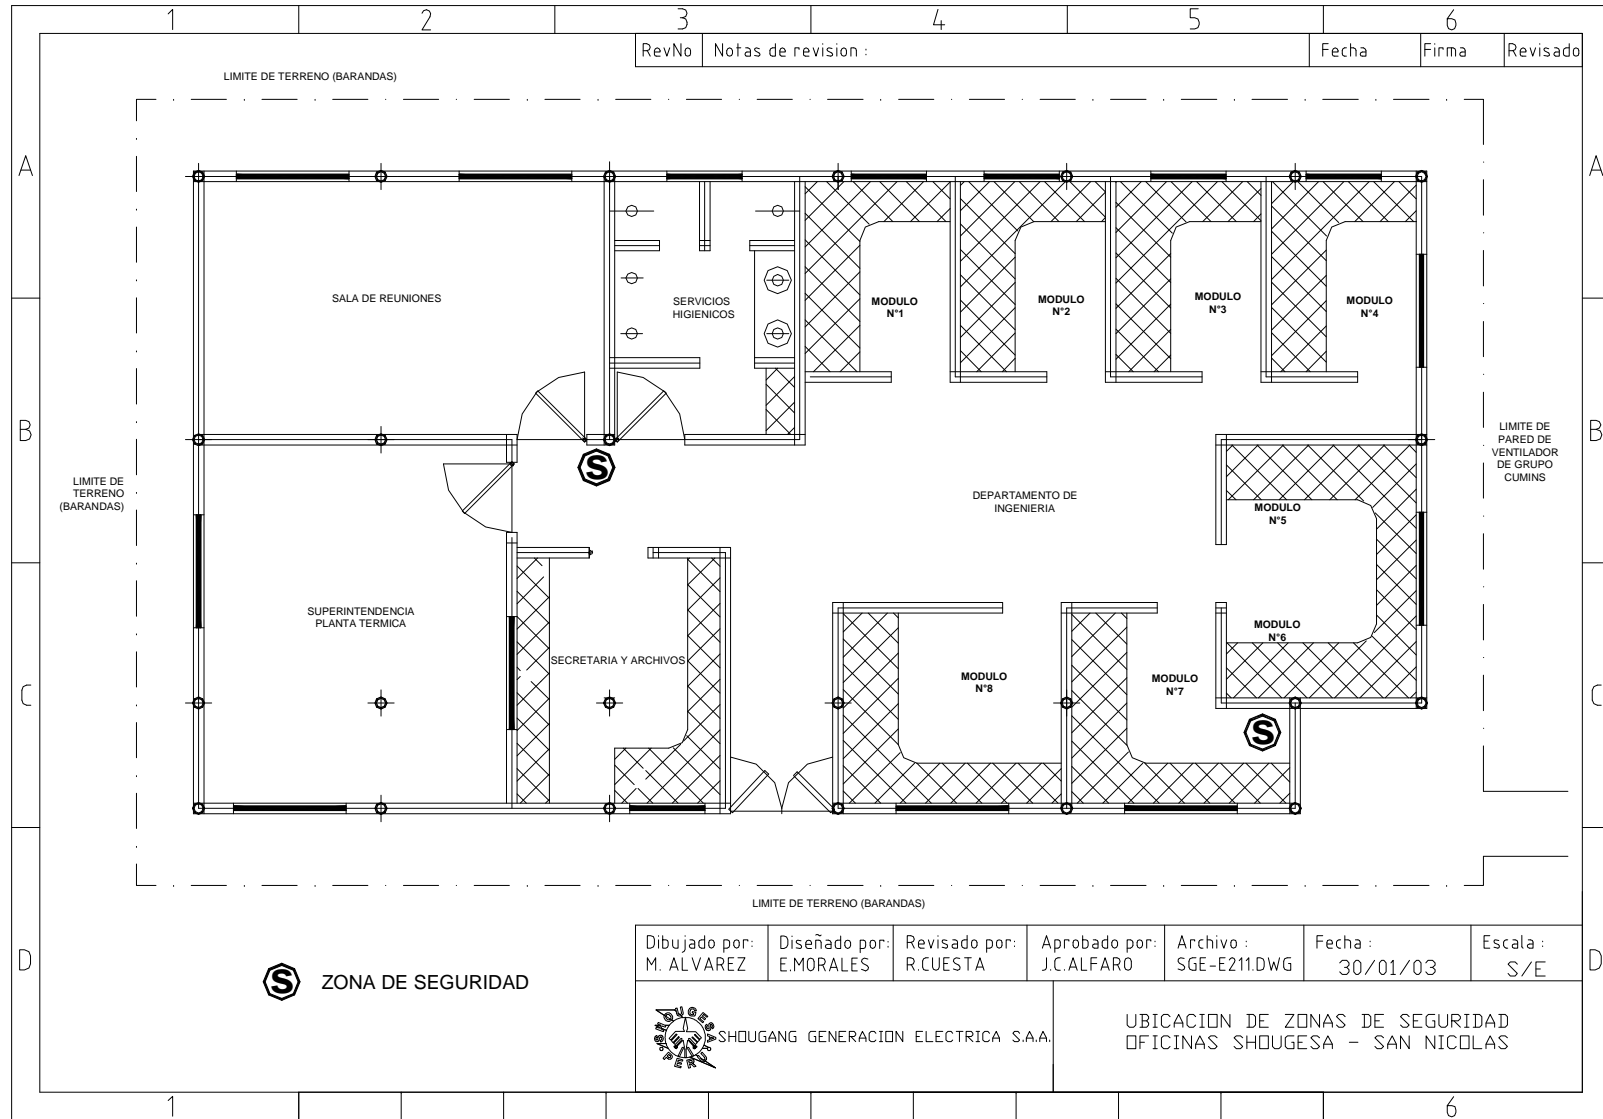 1 2 3 4 5 6
RevNo Notas de revision : Fecha Firma Revisado
LIMITE DE TERRENO (BARANDAS)
A A
SALA DE REUNIONES
SERVICIOS
HIGIENICOS
MODULO
N°1
MODULO
N°2
MODULO
N°3
MODULO
N°4
B B
LIMITE DE
PARED DE
VENTILADOR
DE GRUPO
CUMINS
LIMITE DE
TERRENO
(BARANDAS)
S
DEPARTAMENTO DE
INGENIERIA
MODULO
N°5
SUPERINTENDENCIA
PLANTA TERMICA
MODULO
N°6
SECRETARIA Y ARCHIVOS
MODULO
N°8
MODULO
N°7
C C
S
LIMITE DE TERRENO (BARANDAS)
D D
S ZONA DE SEGURIDAD
Dibujado por:
M. ALVAREZ
Diseñado por:
E.MORALES
Revisado por:
R.CUESTA
Aprobado por:
J.C.ALFARO
Archivo :
SGE-E211.DWG
Fecha :
30/01/03
Escala :
S/E
SHOUGESA
PERU
SHOUGANG GENERACION ELECTRICA S.A.A.
UBICACION DE ZONAS DE SEGURIDAD
OFICINAS SHOUGESA - SAN NICOLAS
1 6